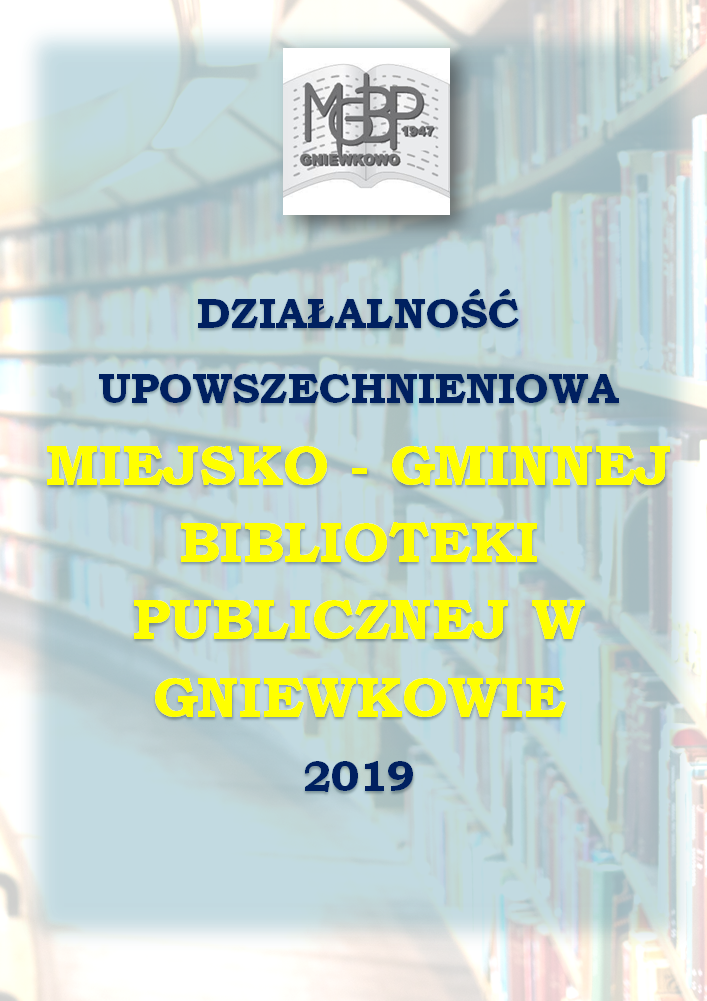 MGBP
1947
GNIEWKOWO
DZIAŁALNOŚĆ
UPOWSZECHNIENIOWA
MIEJSKO - GMINNEJ
BIBLIOTEKI
PUBLICZNEJ W
GNIEWKOWIE
2019